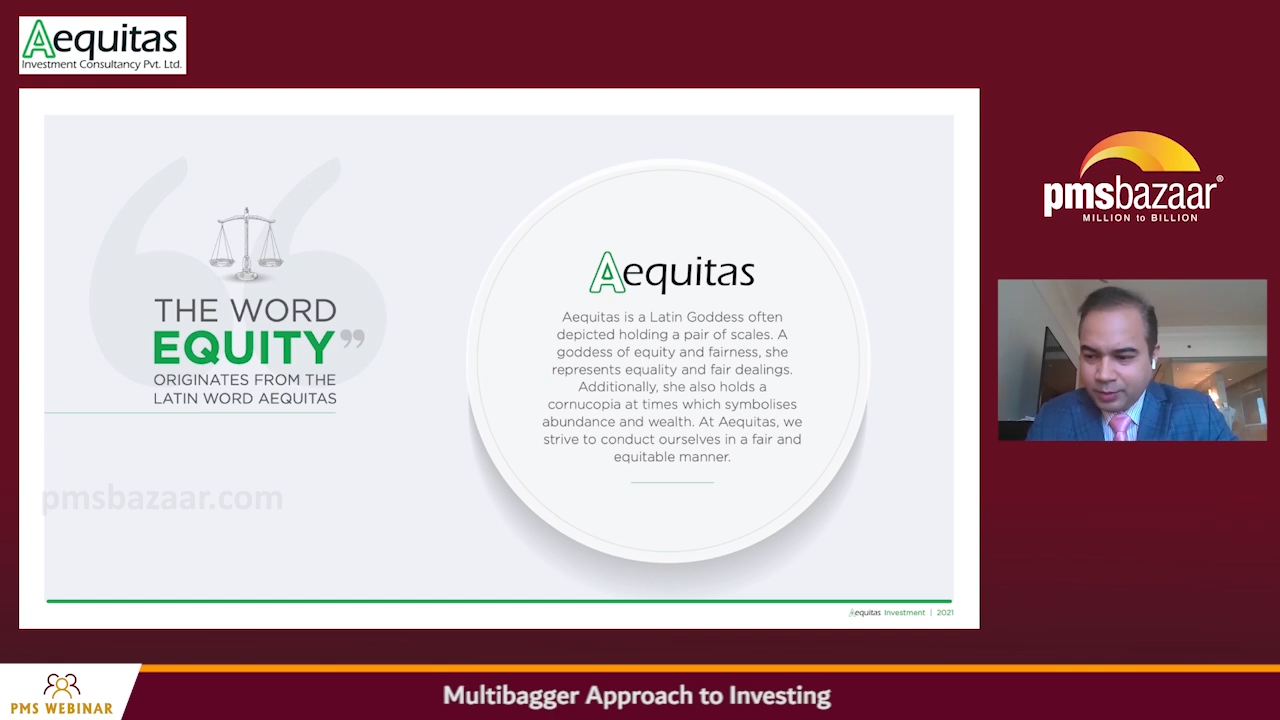 Aequitas
Investment Consultancy Pvt. Ltd.
THE WORD
EQUITY”
ORIGINATES FROM THE
LATIN WORD AEQUITAS
pmsbazaar.com
Aequitas
Aequitas is a Latin Goddess often
depicted holding a pair of scales. A
goddess of equity and fairness, she
represents equality and fair dealings.
Additionally, she also holds a
cornucopia at times which symbolises
abundance and wealth. At Aequitas, we
strive to conduct ourselves in a fair and
equitable manner.
Aequitas Investment | 2021
pmsbazaar®
MILLION to BILLION
PMS WEBINAR
Multibagger Approach to Investing